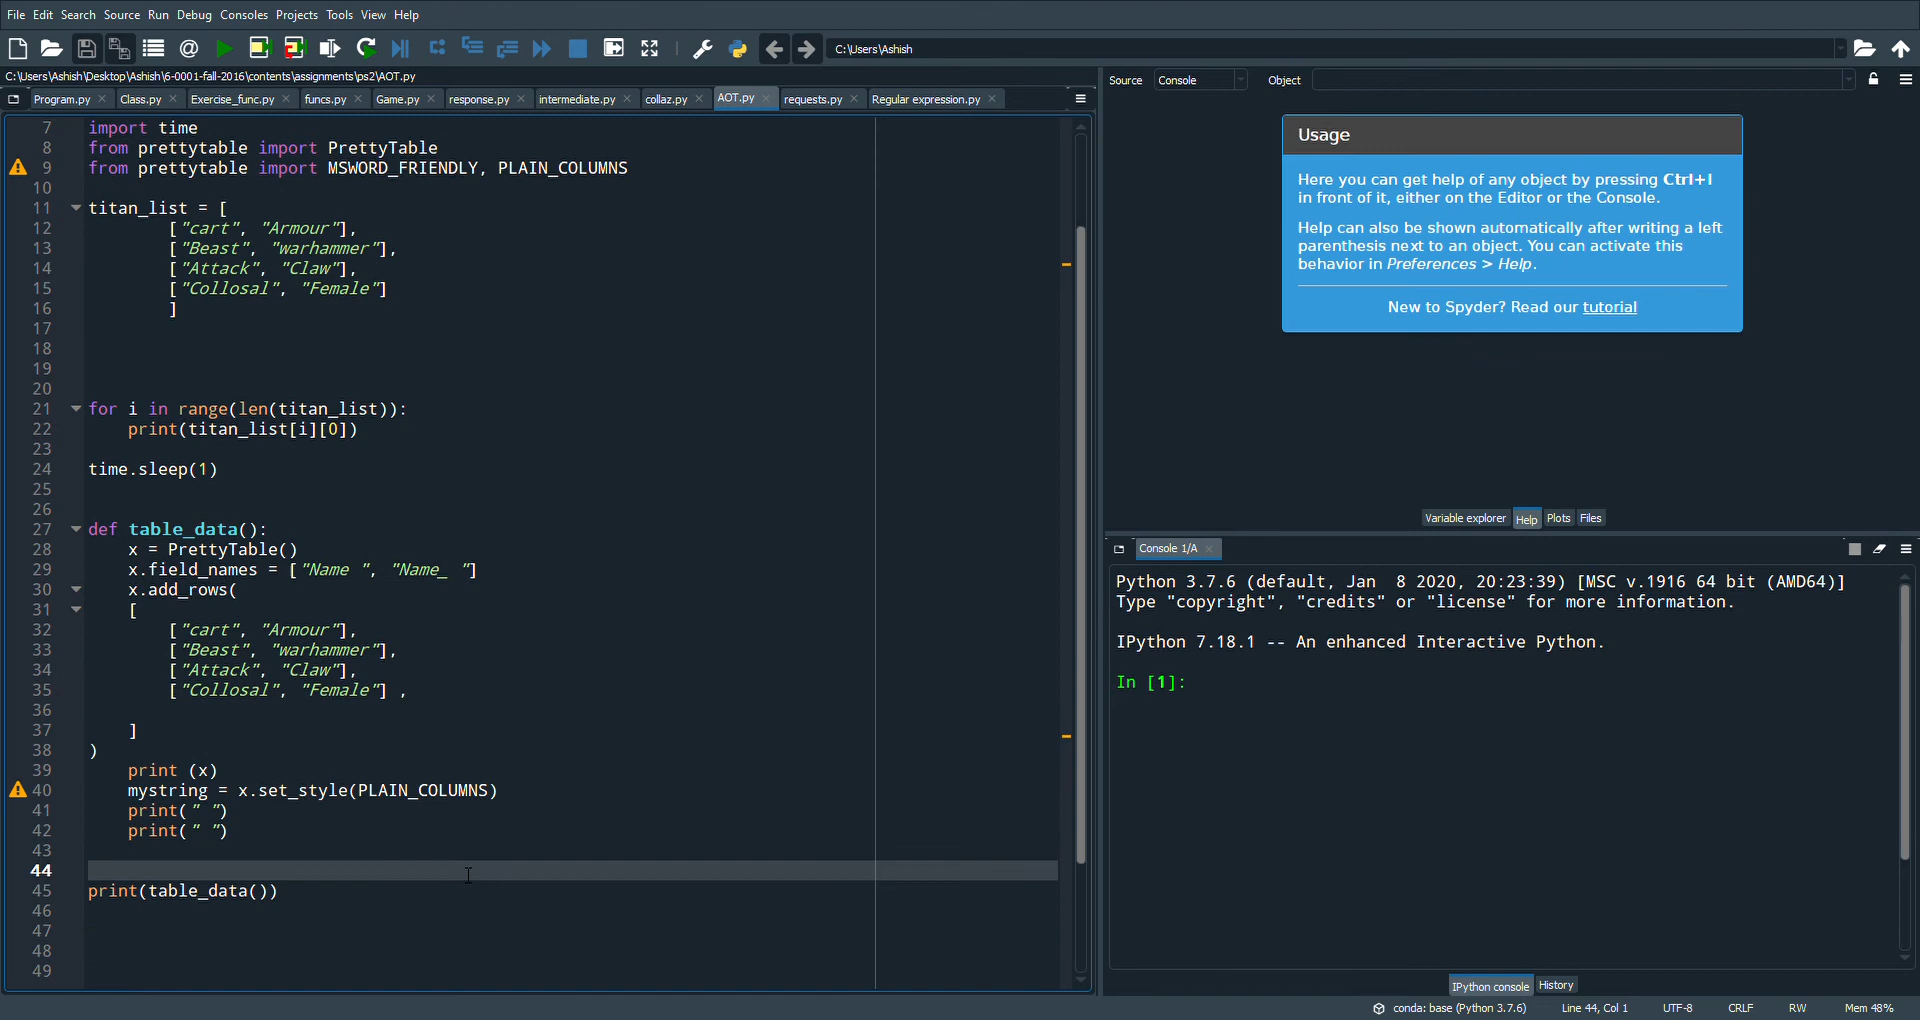 File Edit Search Source Run Debug Consoles Projects Tools View Help
C:\Users\Ashish
C:\Users\Ashish\Desktop\Ashish\6-0001-fall-2016\contents\assignments\ps2\AOT.py
Program.py Class.py Exercise_func.py funcs.py Game.py response.py intermediate.py collaz.py AOT.py requests.py Regular expression.py
7 import time
8 from prettytable import PrettyTable
9 from prettytable import MSWORD_FRIENDLY, PLAIN_COLUMNS
10
11 titan_list = [
12 ["cart", "Armour"],
13 ["Beast", "warhammer"],
14 ["Attack", "Claw"],
15 ["Collosal", "Female"]
16 ]
17
18
19
20
21 for i in range(len(titan_list)):
22 print(titan_list[i][0])
23
24 time.sleep(1)
25
26
27 def table_data():
28 x = PrettyTable()
29 x.field_names = ["Name ", "Name_ "]
30 x.add_rows(
31 [
32 ["cart", "Armour"],
33 ["Beast", "warhammer"],
34 ["Attack", "Claw"],
35 ["Collosal", "Female"] ,
36
37 ]
38 )
39 print (x)
40 mystring = x.set_style(PLAIN_COLUMNS)
41 print(" ")
42 print(" ")
43
44
45 print(table_data())
46
47
48
49
Source Console Object
Usage
Here you can get help of any object by pressing Ctrl+I
in front of it, either on the Editor or the Console.
Help can also be shown automatically after writing a left
parenthesis next to an object. You can activate this
behavior in Preferences > Help.
New to Spyder? Read our tutorial
Variable explorer Help Plots Files
Console 1/A
Python 3.7.6 (default, Jan  8 2020, 20:23:39) [MSC v.1916 64 bit (AMD64)]
Type "copyright", "credits" or "license" for more information.
IPython 7.18.1 -- An enhanced Interactive Python.
In [1]:
IPython console History
conda: base (Python 3.7.6) Line 44, Col 1 UTF-8 CRLF RW Mem 48%